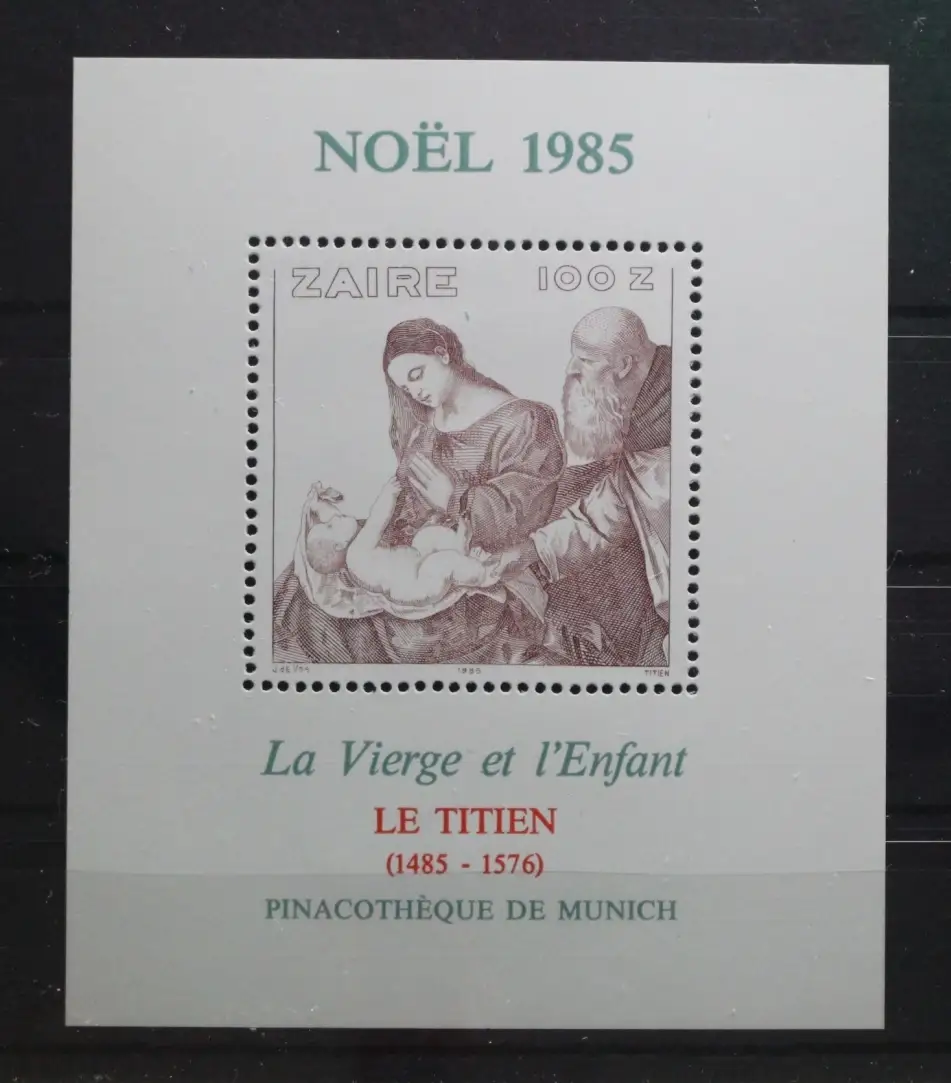 NOËL 1985
ZAIRE 100 Z
1985 TITIEN
La Vierge et l'Enfant
LE TITIEN
(1485 - 1576)
PINACOTHÈQUE DE MUNICH